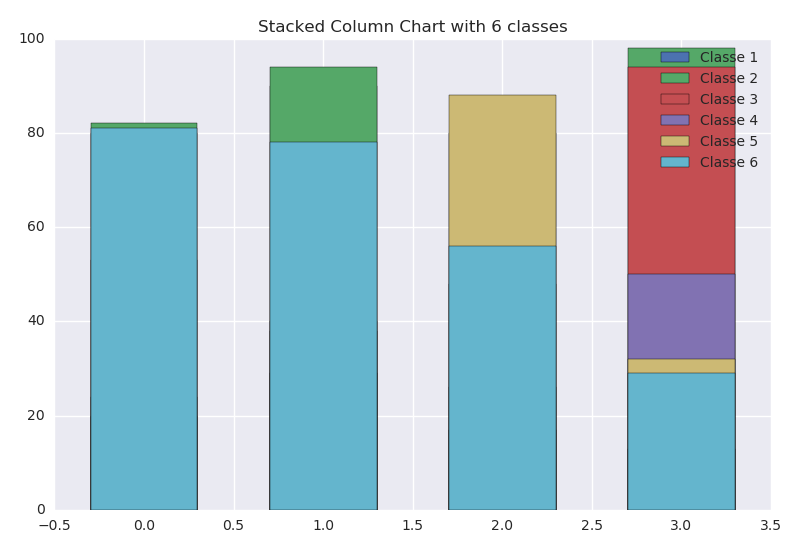 Stacked Column Chart with 6 classes
100
80
60
40
20
0
Classe 1
Classe 2
Classe 3
Classe 4
Classe 5
Classe 6
−0.5 0.0 0.5 1.0 1.5 2.0 2.5 3.0 3.5